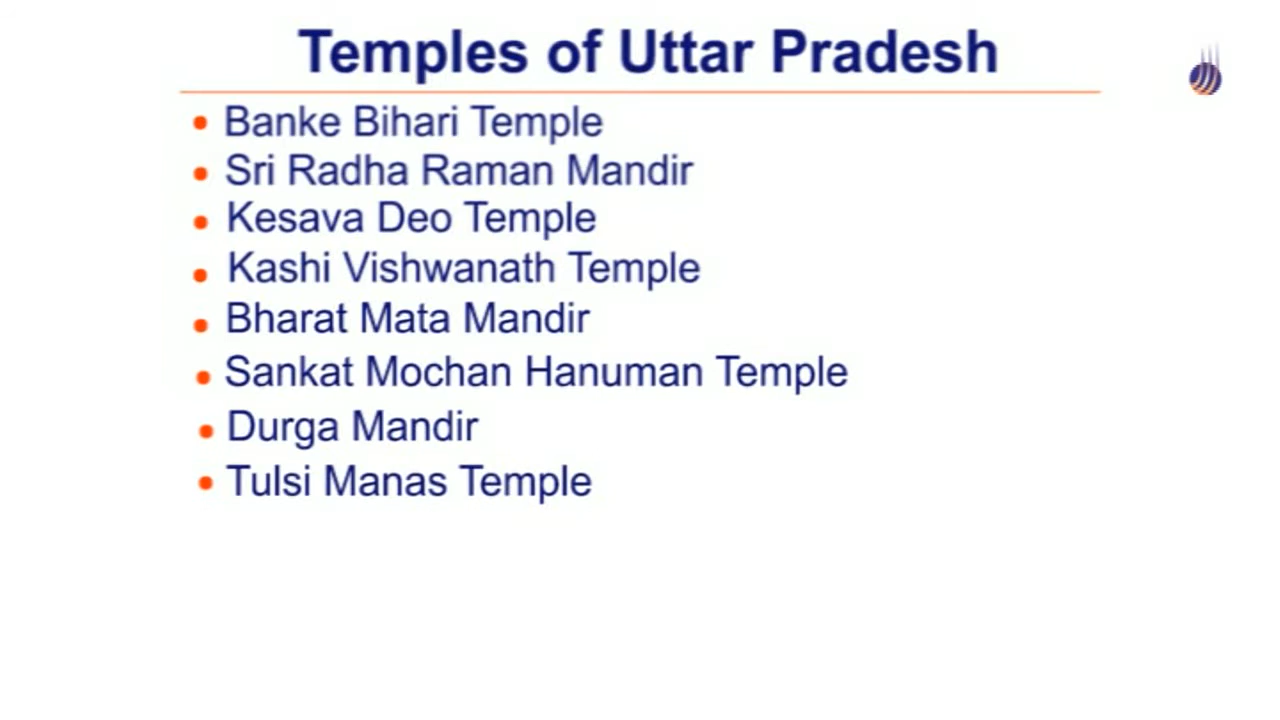 Temples of Uttar Pradesh
• Banke Bihari Temple
• Sri Radha Raman Mandir
• Kesava Deo Temple
• Kashi Vishwanath Temple
• Bharat Mata Mandir
• Sankat Mochan Hanuman Temple
• Durga Mandir
• Tulsi Manas Temple